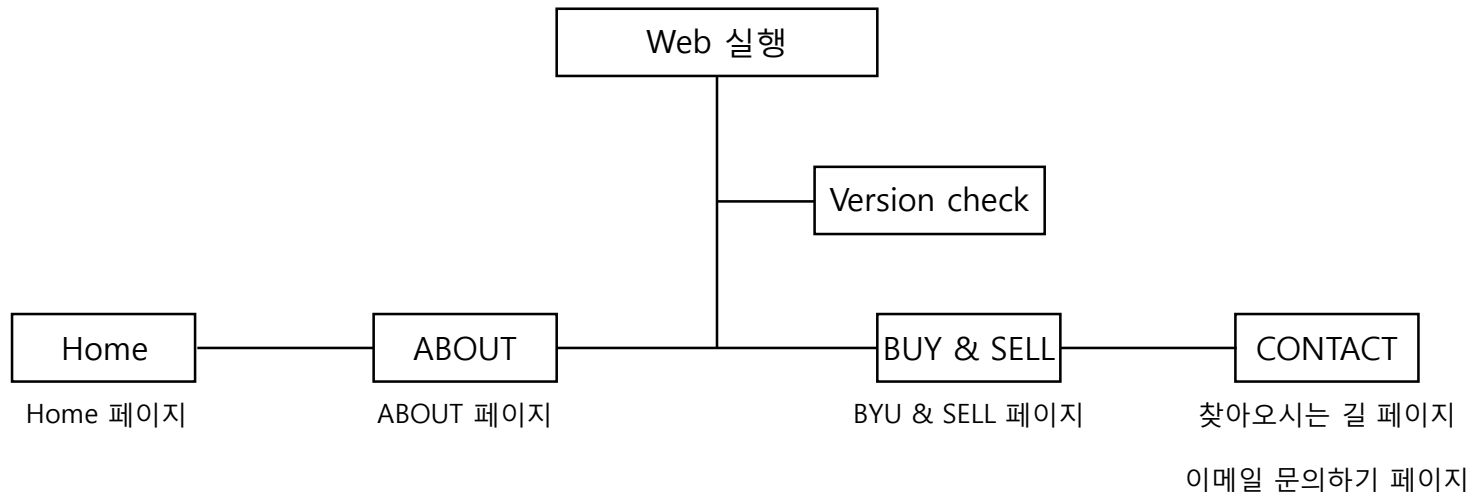 Web 실행
Version check
Home
ABOUT
BUY & SELL
CONTACT
Home 페이지
ABOUT 페이지
BYU & SELL 페이지
찾아오시는 길 페이지
이메일 문의하기 페이지